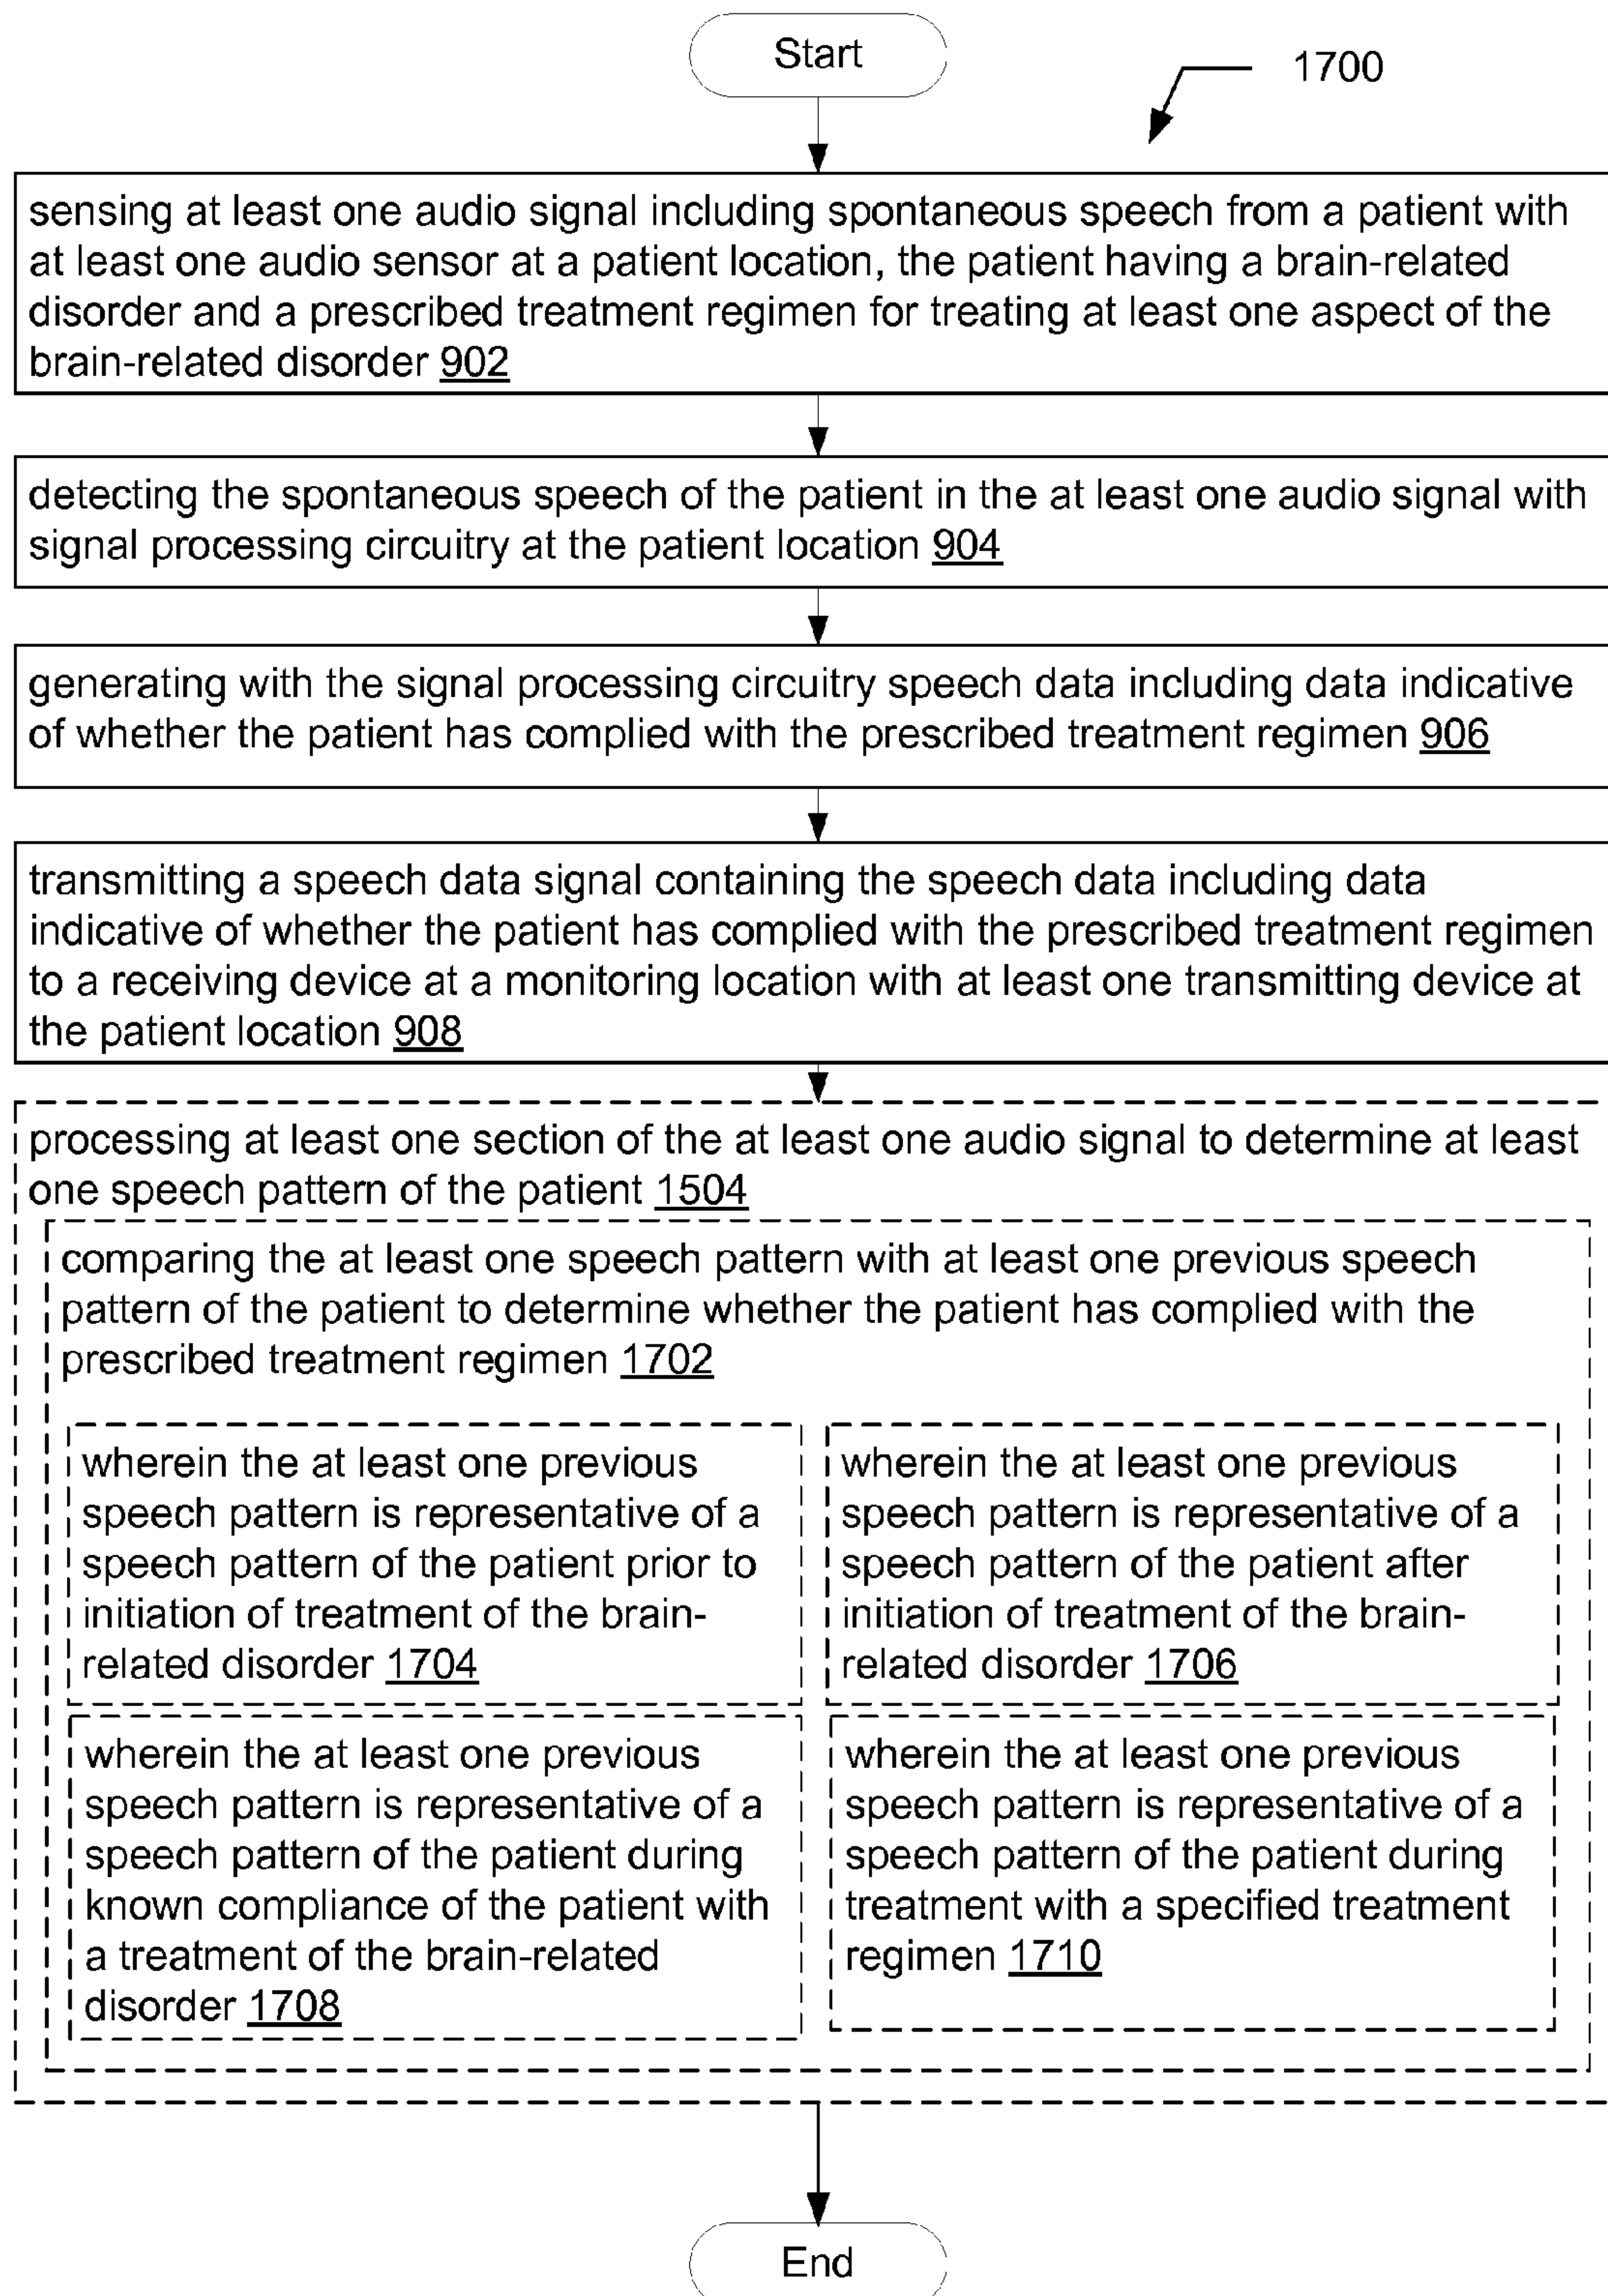 Start
1700
sensing at least one audio signal including spontaneous speech from a patient with
at least one audio sensor at a patient location, the patient having a brain-related
disorder and a prescribed treatment regimen for treating at least one aspect of the
brain-related disorder 902
detecting the spontaneous speech of the patient in the at least one audio signal with
signal processing circuitry at the patient location 904
generating with the signal processing circuitry speech data including data indicative
of whether the patient has complied with the prescribed treatment regimen 906
transmitting a speech data signal containing the speech data including data
indicative of whether the patient has complied with the prescribed treatment regimen
to a receiving device at a monitoring location with at least one transmitting device at
the patient location 908
processing at least one section of the at least one audio signal to determine at least
one speech pattern of the patient 1504
comparing the at least one speech pattern with at least one previous speech
pattern of the patient to determine whether the patient has complied with the
prescribed treatment regimen 1702
wherein the at least one previous
speech pattern is representative of a
speech pattern of the patient prior to
initiation of treatment of the brain-
related disorder 1704
wherein the at least one previous
speech pattern is representative of a
speech pattern of the patient after
initiation of treatment of the brain-
related disorder 1706
wherein the at least one previous
speech pattern is representative of a
speech pattern of the patient during
known compliance of the patient with
a treatment of the brain-related
disorder 1708
wherein the at least one previous
speech pattern is representative of a
speech pattern of the patient during
treatment with a specified treatment
regimen 1710
End